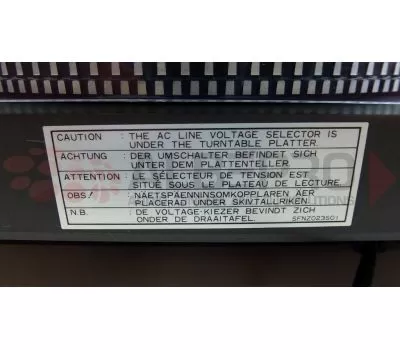 CAUTION : THE AC LINE VOLTAGE SELECTOR IS
UNDER THE TURNTABLE PLATTER.
ACHTUNG : DER UMSCHALTER BEFINDET SICH
UNTER DEM PLATTENTELLER.
ATTENTION : LE SÉLECTEUR DE TENSION EST
SITUÉ SOUS LE PLATEAU DE LECTURE.
OBS! : NAETSPAENNINSOMKOPPLAREN AER
PLACERAD UNDER SKIVTALLRIKEN.
N.B. : DE VOLTAGE-KIEZER BEVINDT ZICH
ONDER DE DRAAITAFEL.
SFNZ023S01